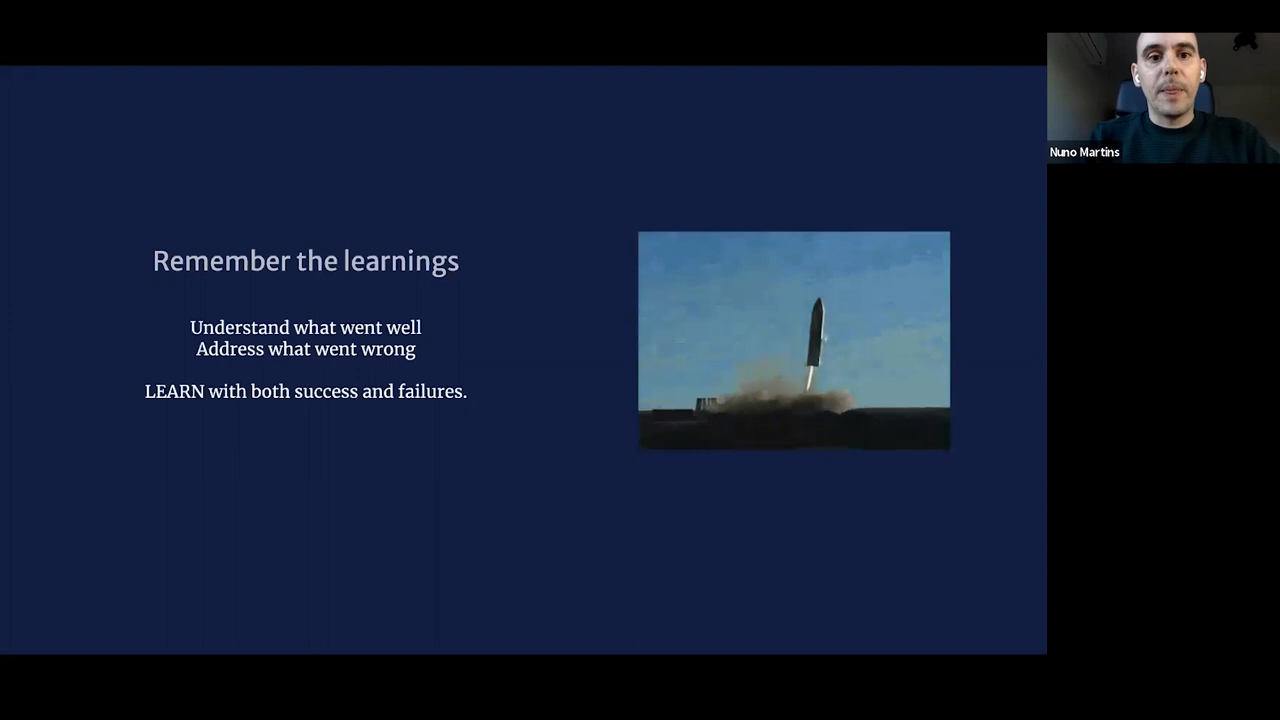 Remember the learnings
Understand what went well
Address what went wrong
LEARN with both success and failures.
Nuno Martins